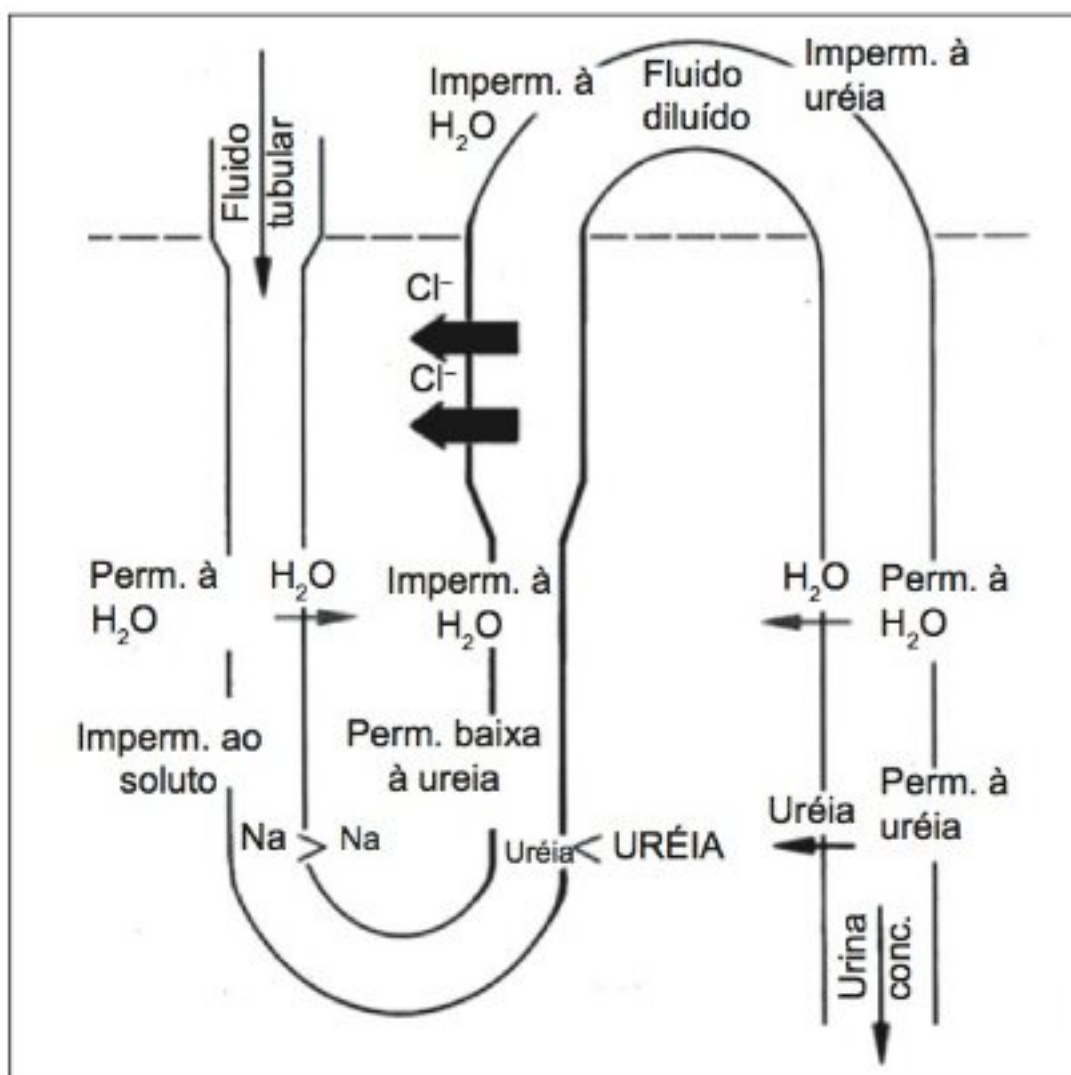 Fluido
tubular
Imperm. à
H₂O
Fluido
diluído
Imperm. à
uréia
Cl⁻
Cl⁻
Perm. à
H₂O
H₂O
Imperm. à
H₂O
H₂O
Perm. à
H₂O
Imperm. ao
soluto
Perm. baixa
à ureia
Na > Na
Uréia < URÉIA
Uréia
Perm. à
uréia
Urina
conc.